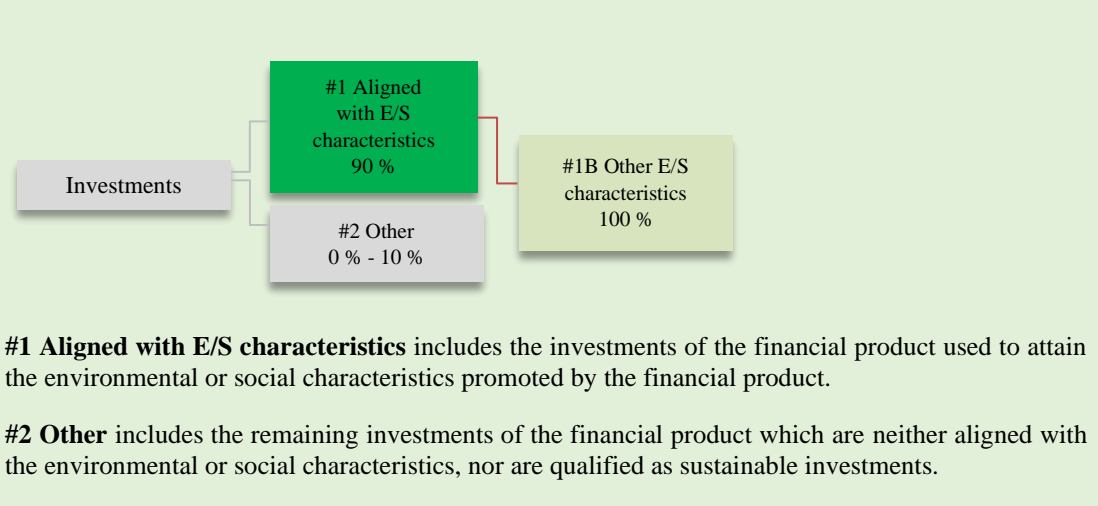 #1 Aligned
with E/S
characteristics
90 %
Investments
#1B Other E/S
characteristics
100 %
#2 Other
0 % - 10 %
#1 Aligned with E/S characteristics includes the investments of the financial product used to attain
the environmental or social characteristics promoted by the financial product.
#2 Other includes the remaining investments of the financial product which are neither aligned with
the environmental or social characteristics, nor are qualified as sustainable investments.